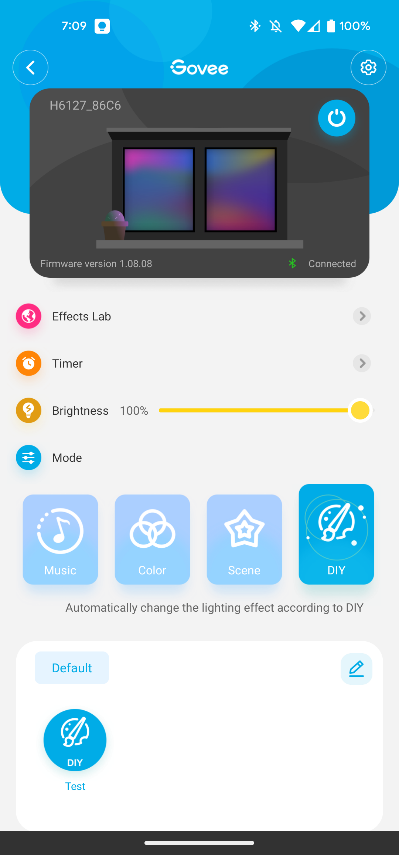 7:09
100%
Govee
H6127_86C6
Firmware version 1.08.08
Connected
Effects Lab
Timer
Brightness 100%
Mode
Music
Color
Scene
DIY
Automatically change the lighting effect according to DIY
Default
DIY
Test